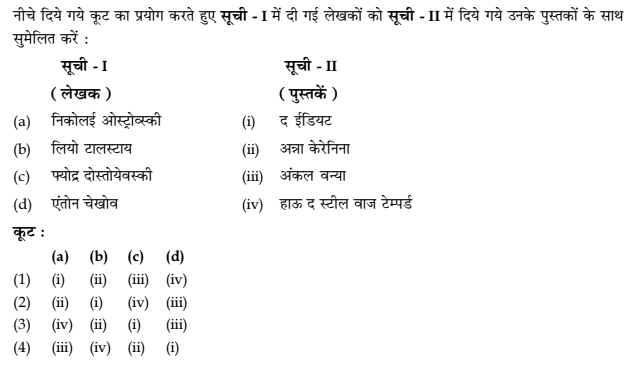 नीचे दिये गये कूट का प्रयोग करते हुए सूची - I में दी गई लेखकों को सूची - II में दिये गये उनके पुस्तकों के साथ
सुमेलित करें :
सूची - I सूची - II
( लेखक ) ( पुस्तकें )
(a) निकोलई ओस्ट्रोव्स्की (i) द ईडियट
(b) लियो टालस्टाय (ii) अन्ना केरेनिना
(c) फ्योद्र दोस्तोयेवस्की (iii) अंकल वन्या
(d) एंतोन चेखोव (iv) हाऊ द स्टील वाज टेम्पर्ड
कूट :
(a) (b) (c) (d)
(1) (i) (ii) (iii) (iv)
(2) (ii) (i) (iv) (iii)
(3) (iv) (ii) (i) (iii)
(4) (iii) (iv) (ii) (i)